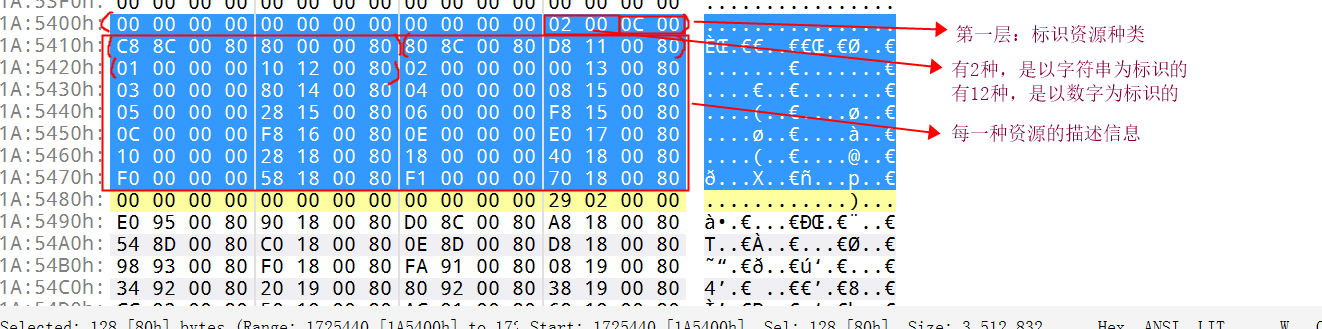 1A:53F0h: 00 00 00 00 00 00 00 00 00 00 00 00 00 00 00 00 ................
1A:5400h: 00 00 00 00 00 00 00 00 00 00 00 00 02 00 0C 00 ................
第一层:标识资源种类
1A:5410h: C8 8C 00 80 80 00 00 80 80 8C 00 80 D8 11 00 80 ÈŒ.€€..€€Œ.€Ø..€
1A:5420h: 01 00 00 00 10 12 00 80 02 00 00 00 00 13 00 80 .......€.......€
有2种,是以字符串为标识的
1A:5430h: 03 00 00 00 80 14 00 80 04 00 00 00 08 15 00 80 ....€..€.......€
有12种,是以数字为标识的
1A:5440h: 05 00 00 00 28 15 00 80 06 00 00 00 F8 15 00 80 ....(..€....ø..€
1A:5450h: 0C 00 00 00 F8 16 00 80 0E 00 00 00 E0 17 00 80 ....ø..€....à..€
每一种资源的描述信息
1A:5460h: 10 00 00 00 28 18 00 80 18 00 00 00 40 18 00 80 ....(..€....@..€
1A:5470h: F0 00 00 00 58 18 00 80 F1 00 00 00 70 18 00 80 ð...X..€ñ...p..€
1A:5480h: 00 00 00 00 00 00 00 00 00 00 00 00 29 02 00 00 ............)...
1A:5490h: E0 95 00 80 90 18 00 80 D0 8C 00 80 A8 18 00 80 à•.€...€ÐŒ.€¨..€
1A:54A0h: 54 8D 00 80 C0 18 00 80 0E 8D 00 80 D8 18 00 80 T..€À..€...€Ø..€
1A:54B0h: 98 93 00 80 F0 18 00 80 FA 91 00 80 08 19 00 80 ˜“.€ð..€ú‘.€...€
1A:54C0h: 34 92 00 80 20 19 00 80 80 92 00 80 38 19 00 80 4’.€ ..€€’.€8..€
Selected: 128 [80h] bytes (Range: 1725440 [1A5400h] to 172 Start: 1725440 [1A5400h] Sel: 128 [80h] Size: 3,512,832 Hex ANSI LIT W